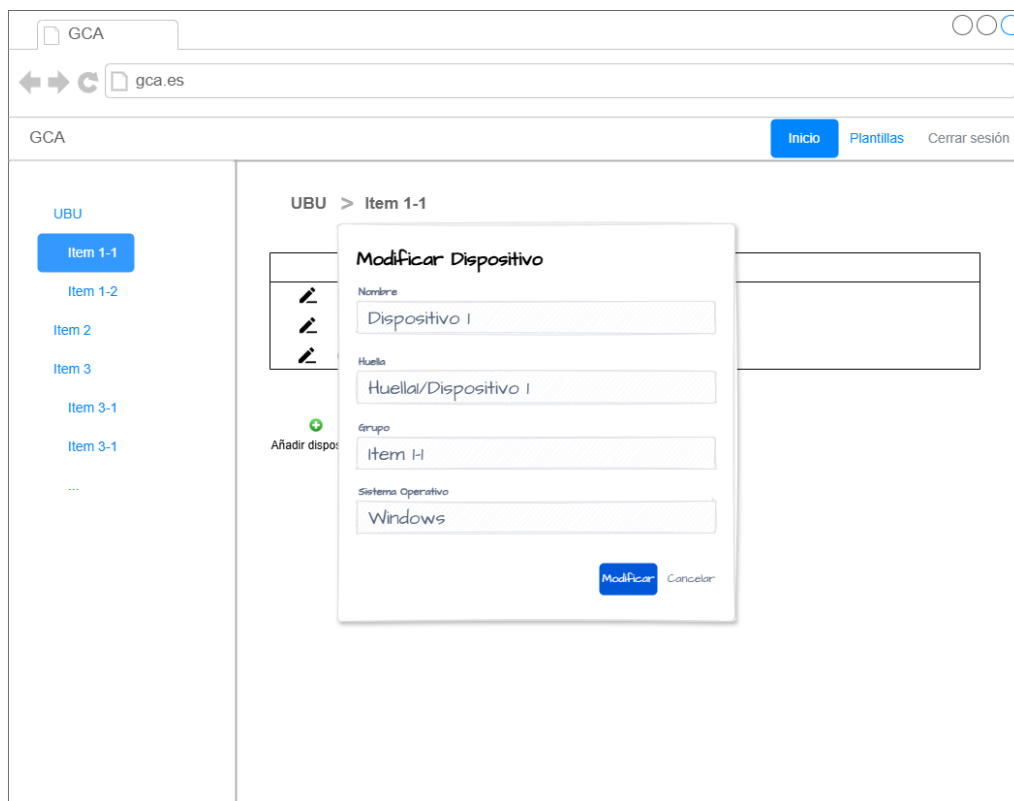 GCA
gca.es
GCA
Inicio
Plantillas
Cerrar sesión
UBU
Item 1-1
Item 1-2
Item 2
Item 3
Item 3-1
Item 3-1
...
UBU > Item 1-1
Modificar Dispositivo
Nombre
Dispositivo 1
Huella
Huella1/Dispositivo 1
Grupo
Item 1-1
Sistema Operativo
Windows
Modificar
Cancelar
Añadir dispos